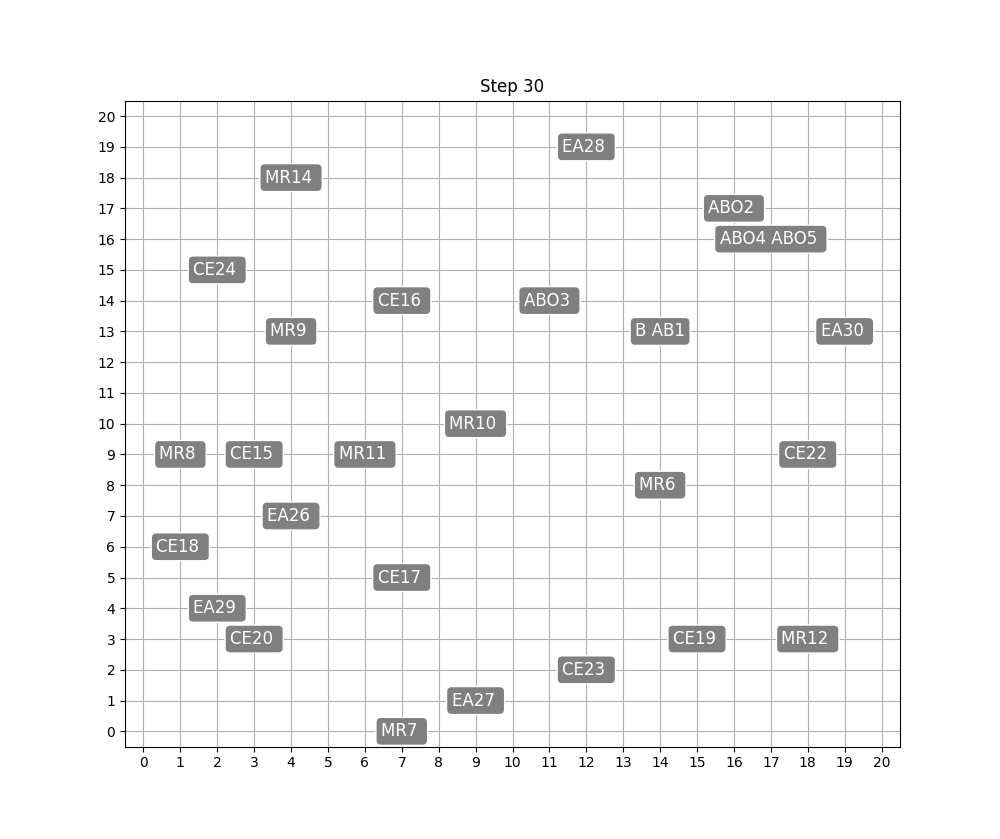 Step 30
20
19
18
17
16
15
14
13
12
11
10
9
8
7
6
5
4
3
2
1
0
EA28
MR14
ABO2
ABO4 ABO5
CE24
CE16
ABO3
MR9
B AB1
EA30
MR10
MR8
CE15
MR11
CE22
MR6
EA26
CE18
CE17
EA29
CE20
CE19
MR12
CE23
EA27
MR7
0 1 2 3 4 5 6 7 8 9 10 11 12 13 14 15 16 17 18 19 20